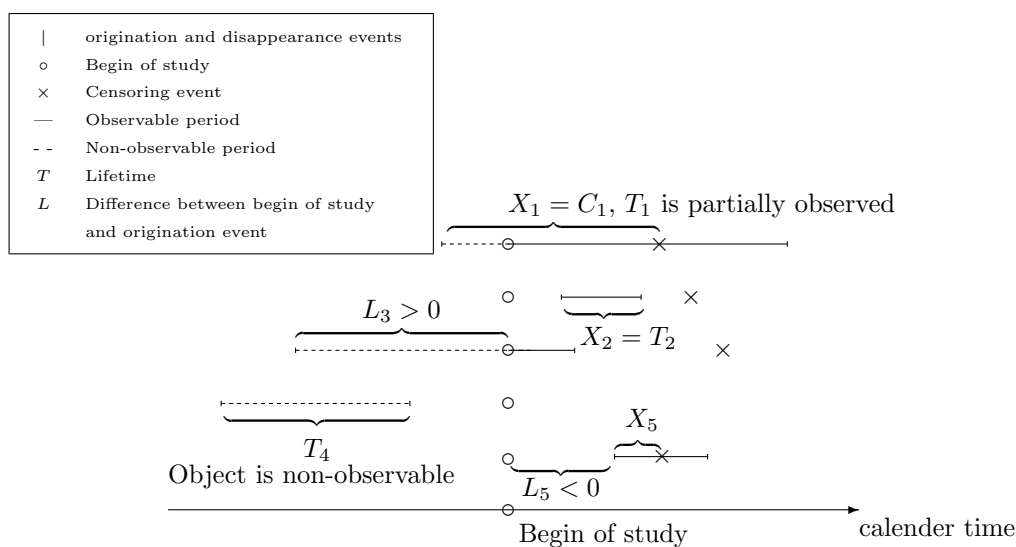 | origination and disappearance events
∘ Begin of study
× Censoring event
— Observable period
- - Non-observable period
T Lifetime
L Difference between begin of study
and origination event
X₁ = C₁, T₁ is partially observed
L₃ > 0
X₂ = T₂
X₅
T₄
Object is non-observable
L₅ < 0
Begin of study
calender time